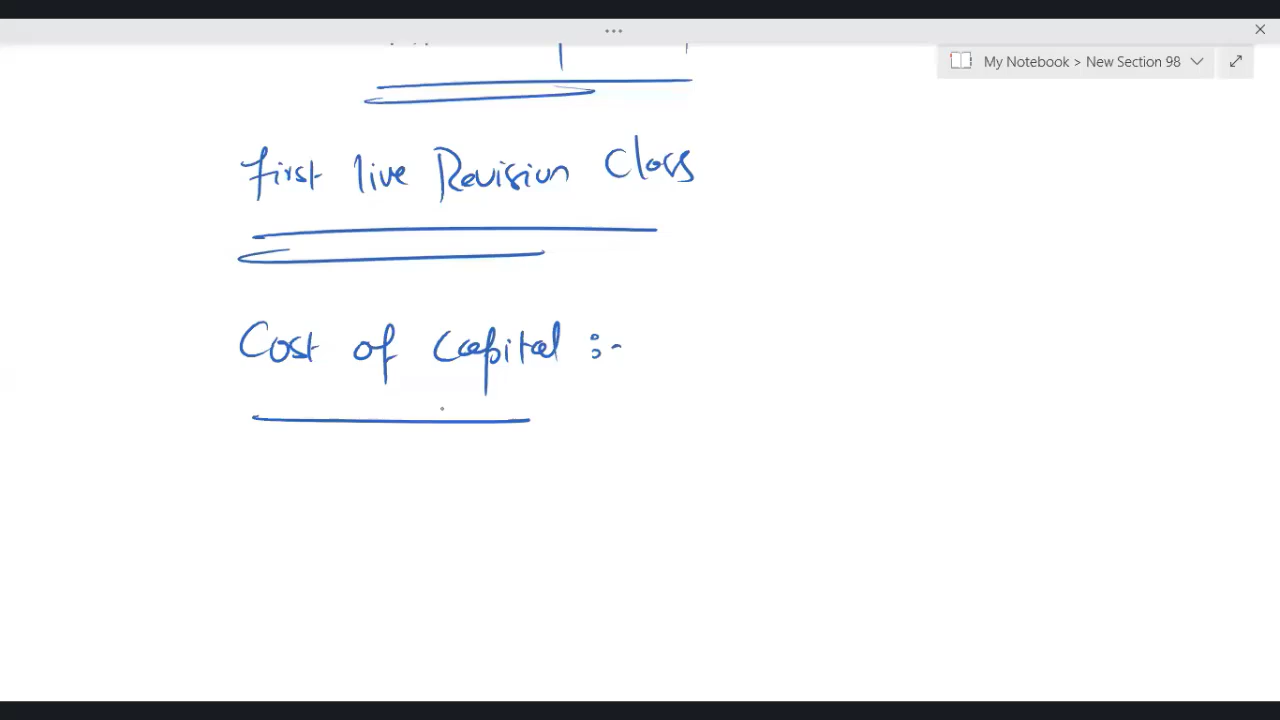 My Notebook > New Section 98
First live Revision Class
Cost of Capital :-